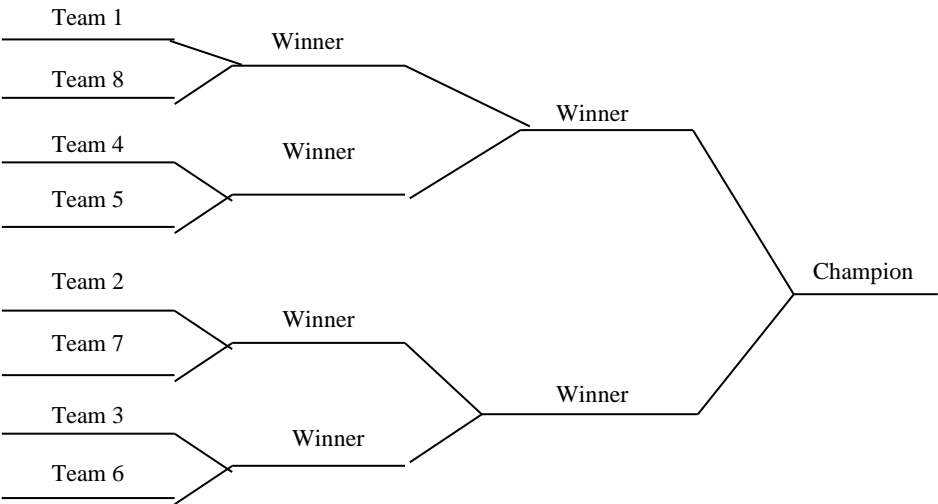 Team 1
Winner
Team 8
Winner
Team 4
Winner
Team 5
Team 2
Champion
Winner
Team 7
Winner
Team 3
Winner
Team 6